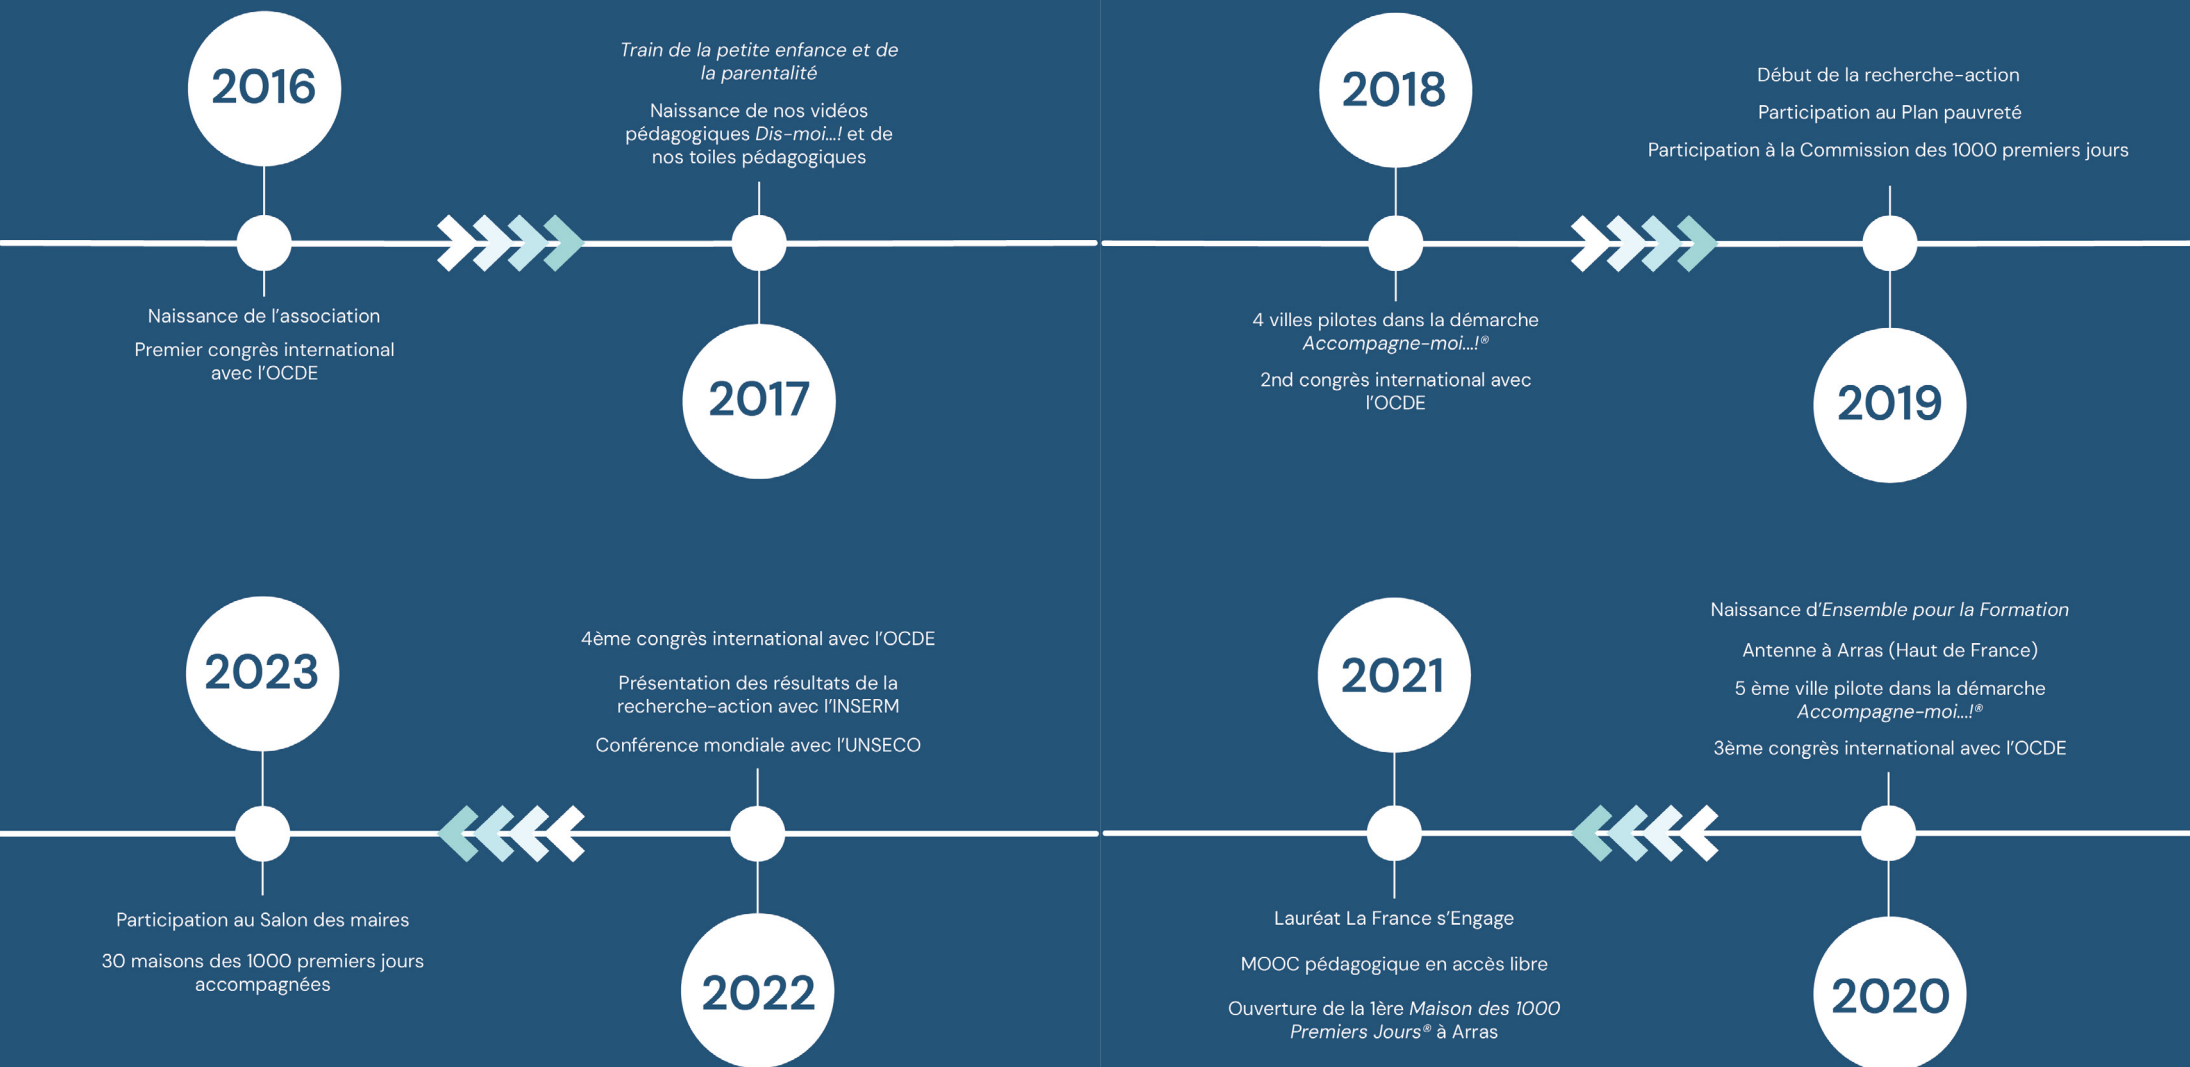 2016
Naissance de l'association
Premier congrès international
avec l'OCDE
Train de la petite enfance et de
la parentalité
Naissance de nos vidéos
pédagogiques Dis-moi...! et de
nos toiles pédagogiques
2017
2018
4 villes pilotes dans la démarche
Accompagne-moi...!®
2nd congrès international avec
l'OCDE
Début de la recherche-action
Participation au Plan pauvreté
Participation à la Commission des 1000 premiers jours
2019
Naissance d'Ensemble pour la Formation
Antenne à Arras (Haut de France)
5 ème ville pilote dans la démarche
Accompagne-moi...!®
3ème congrès international avec l'OCDE
2020
2021
Lauréat La France s'Engage
MOOC pédagogique en accès libre
Ouverture de la 1ère Maison des 1000
Premiers Jours® à Arras
4ème congrès international avec l'OCDE
Présentation des résultats de la
recherche-action avec l'INSERM
Conférence mondiale avec l'UNSECO
2022
2023
Participation au Salon des maires
30 maisons des 1000 premiers jours
accompagnées